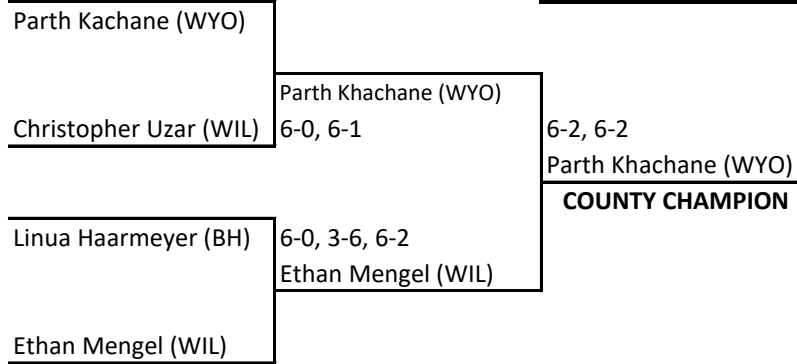 Parth Kachane (WYO)
Parth Khachane (WYO)
Christopher Uzar (WIL) 6-0, 6-1 6-2, 6-2
Parth Khachane (WYO)
COUNTY CHAMPION
Linua Haarmeyer (BH) 6-0, 3-6, 6-2
Ethan Mengel (WIL)
Ethan Mengel (WIL)